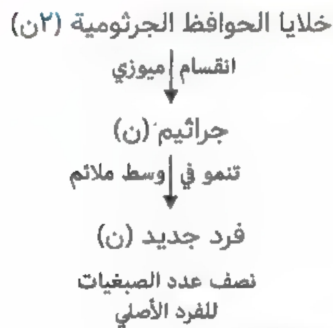 خلايا الحوافظ الجرثومية (٢ن)
انقسام ميوزي
جراثيم (ن)
تنمو في وسط ملائم
فرد جديد (ن)
نصف عدد الصبغيات
للفرد الأصلي